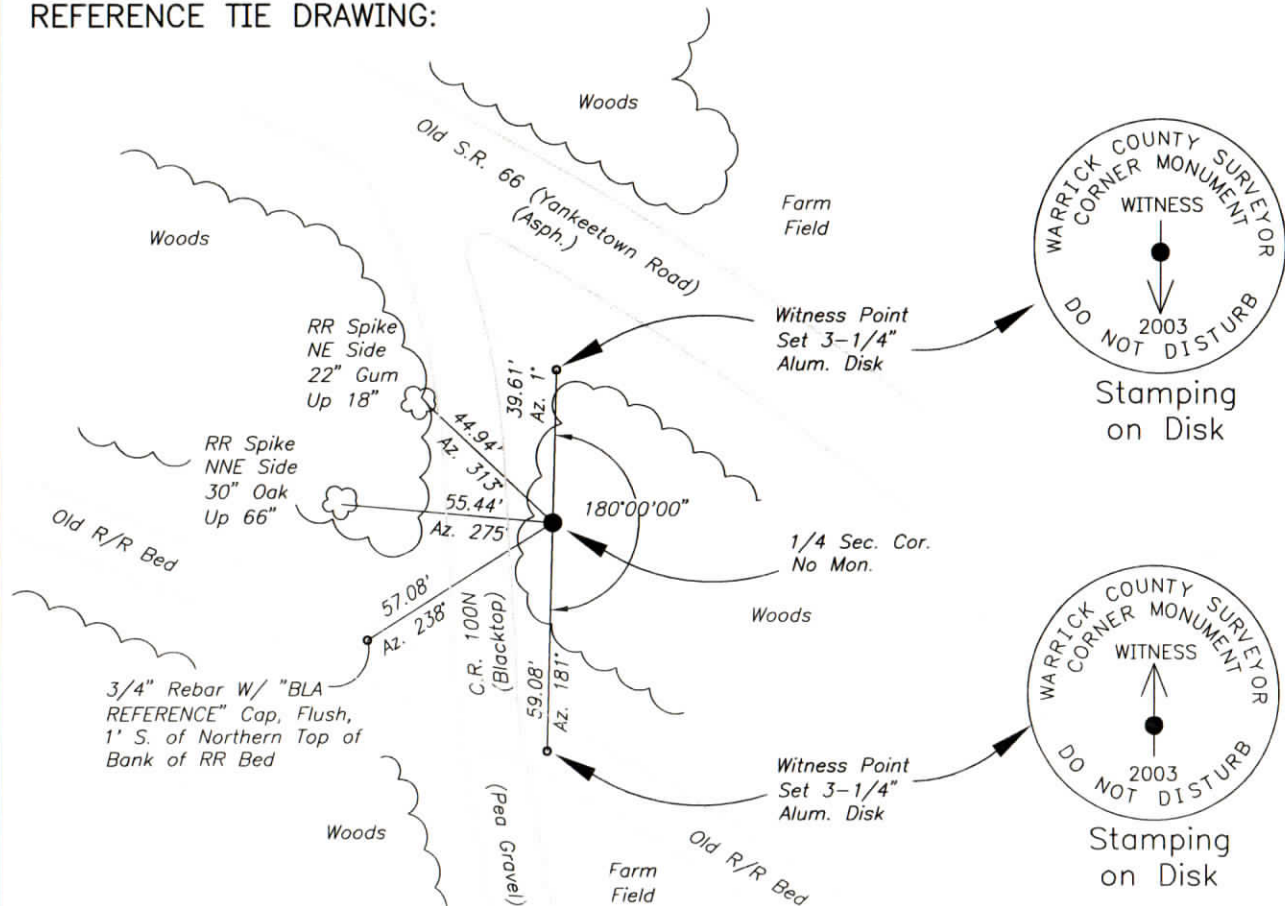 REFERENCE TIE DRAWING:
Woods
Old S.R. 66 (Yankeetown Road)
(Asph.)
Farm
Field
Woods
WARRICK COUNTY SURVEYOR
CORNER MONUMENT
WITNESS
2003
DO NOT DISTURB
Stamping
on Disk
Witness Point
Set 3-1/4"
Alum. Disk
RR Spike
NE Side
22" Gum
Up 18"
39.61'
Az. 1°
44.94'
Az. 313°
RR Spike
NNE Side
30" Oak
Up 66"
55.44'
Az. 275°
180°00'00"
Old R/R Bed
1/4 Sec. Cor.
No Mon.
Woods
57.08'
Az. 238°
C.R. 100N
(Blacktop)
59.08'
Az. 181°
3/4" Rebar W/ "BLA
REFERENCE" Cap, Flush,
1' S. of Northern Top of
Bank of RR Bed
WARRICK COUNTY SURVEYOR
CORNER MONUMENT
WITNESS
2003
DO NOT DISTURB
Stamping
on Disk
Witness Point
Set 3-1/4"
Alum. Disk
Woods
(Pea Gravel)
Farm
Field
Old R/R Bed